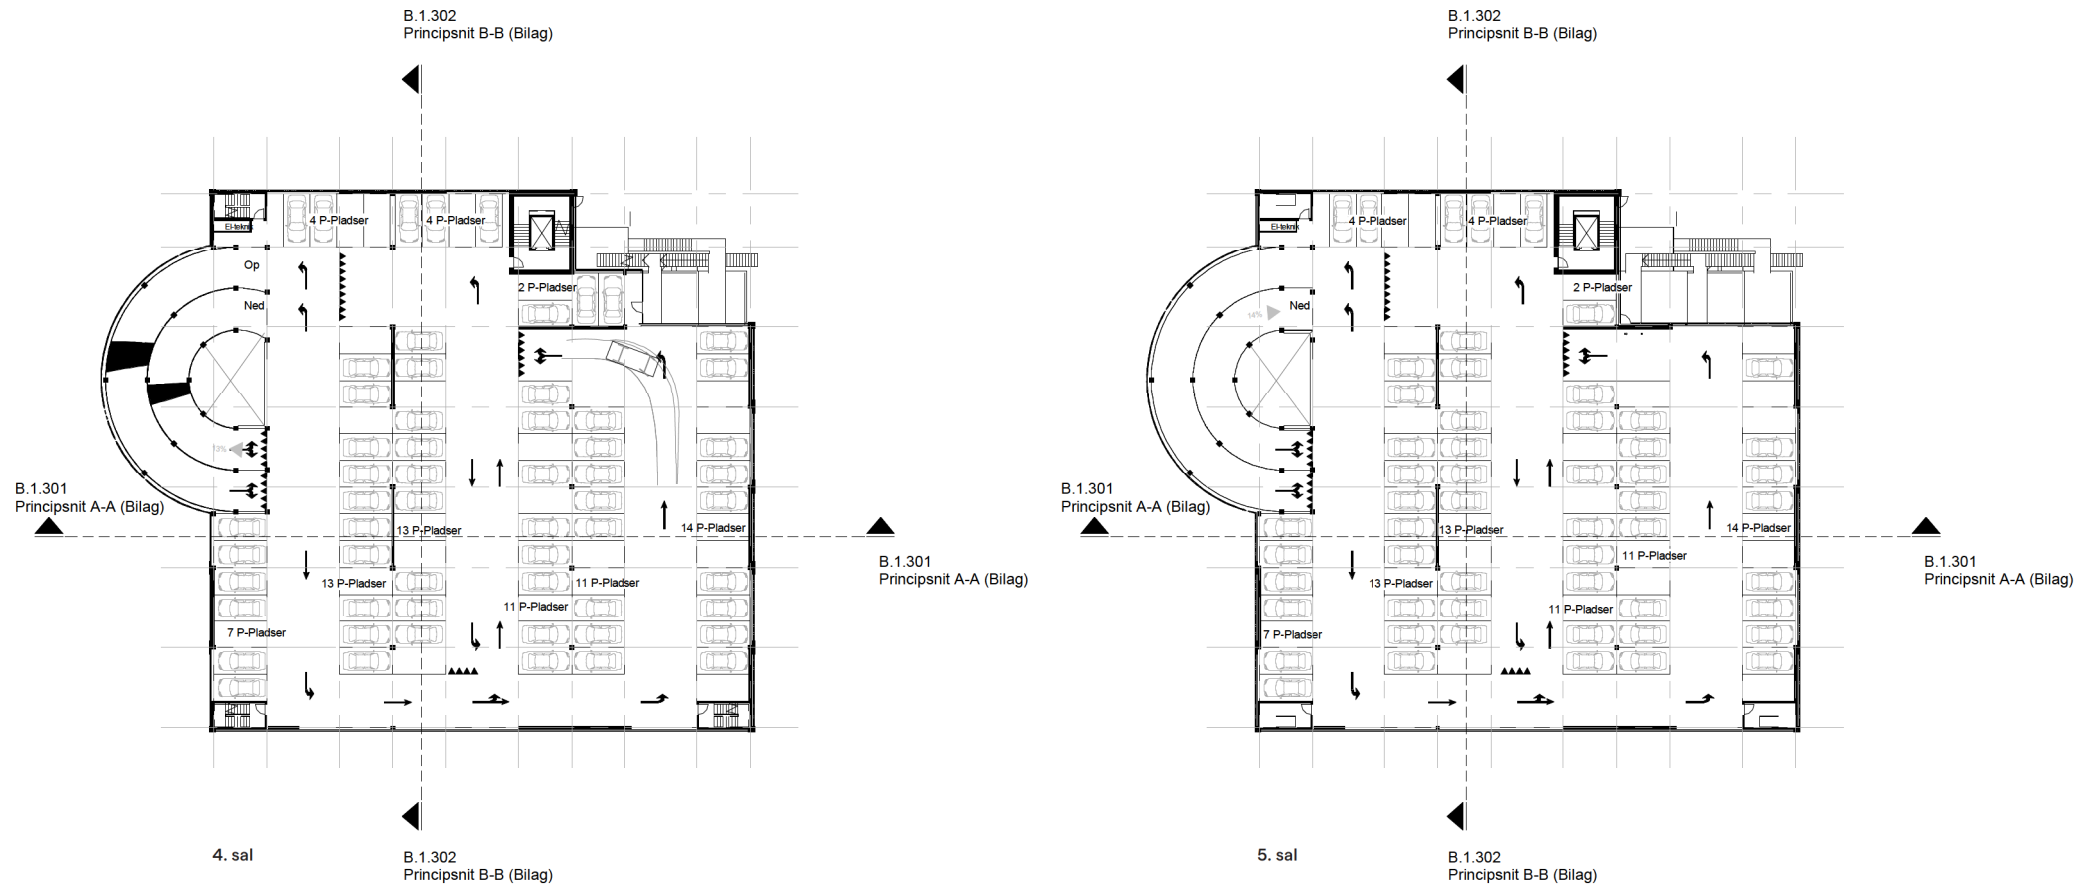 B.1.302
Principsnit B-B (Bilag)
4 P-Pladser
4 P-Pladser
El-teknik
Op
Ned
2 P-Pladser
13%
B.1.301
Principsnit A-A (Bilag)
13 P-Pladser
14 P-Pladser
B.1.301
Principsnit A-A (Bilag)
13 P-Pladser
11 P-Pladser
11 P-Pladser
7 P-Pladser
4. sal
B.1.302
Principsnit B-B (Bilag)
B.1.302
Principsnit B-B (Bilag)
4 P-Pladser
4 P-Pladser
El-teknik
2 P-Pladser
Ned
14%
B.1.301
Principsnit A-A (Bilag)
13 P-Pladser
14 P-Pladser
11 P-Pladser
B.1.301
Principsnit A-A (Bilag)
13 P-Pladser
11 P-Pladser
7 P-Pladser
5. sal
B.1.302
Principsnit B-B (Bilag)